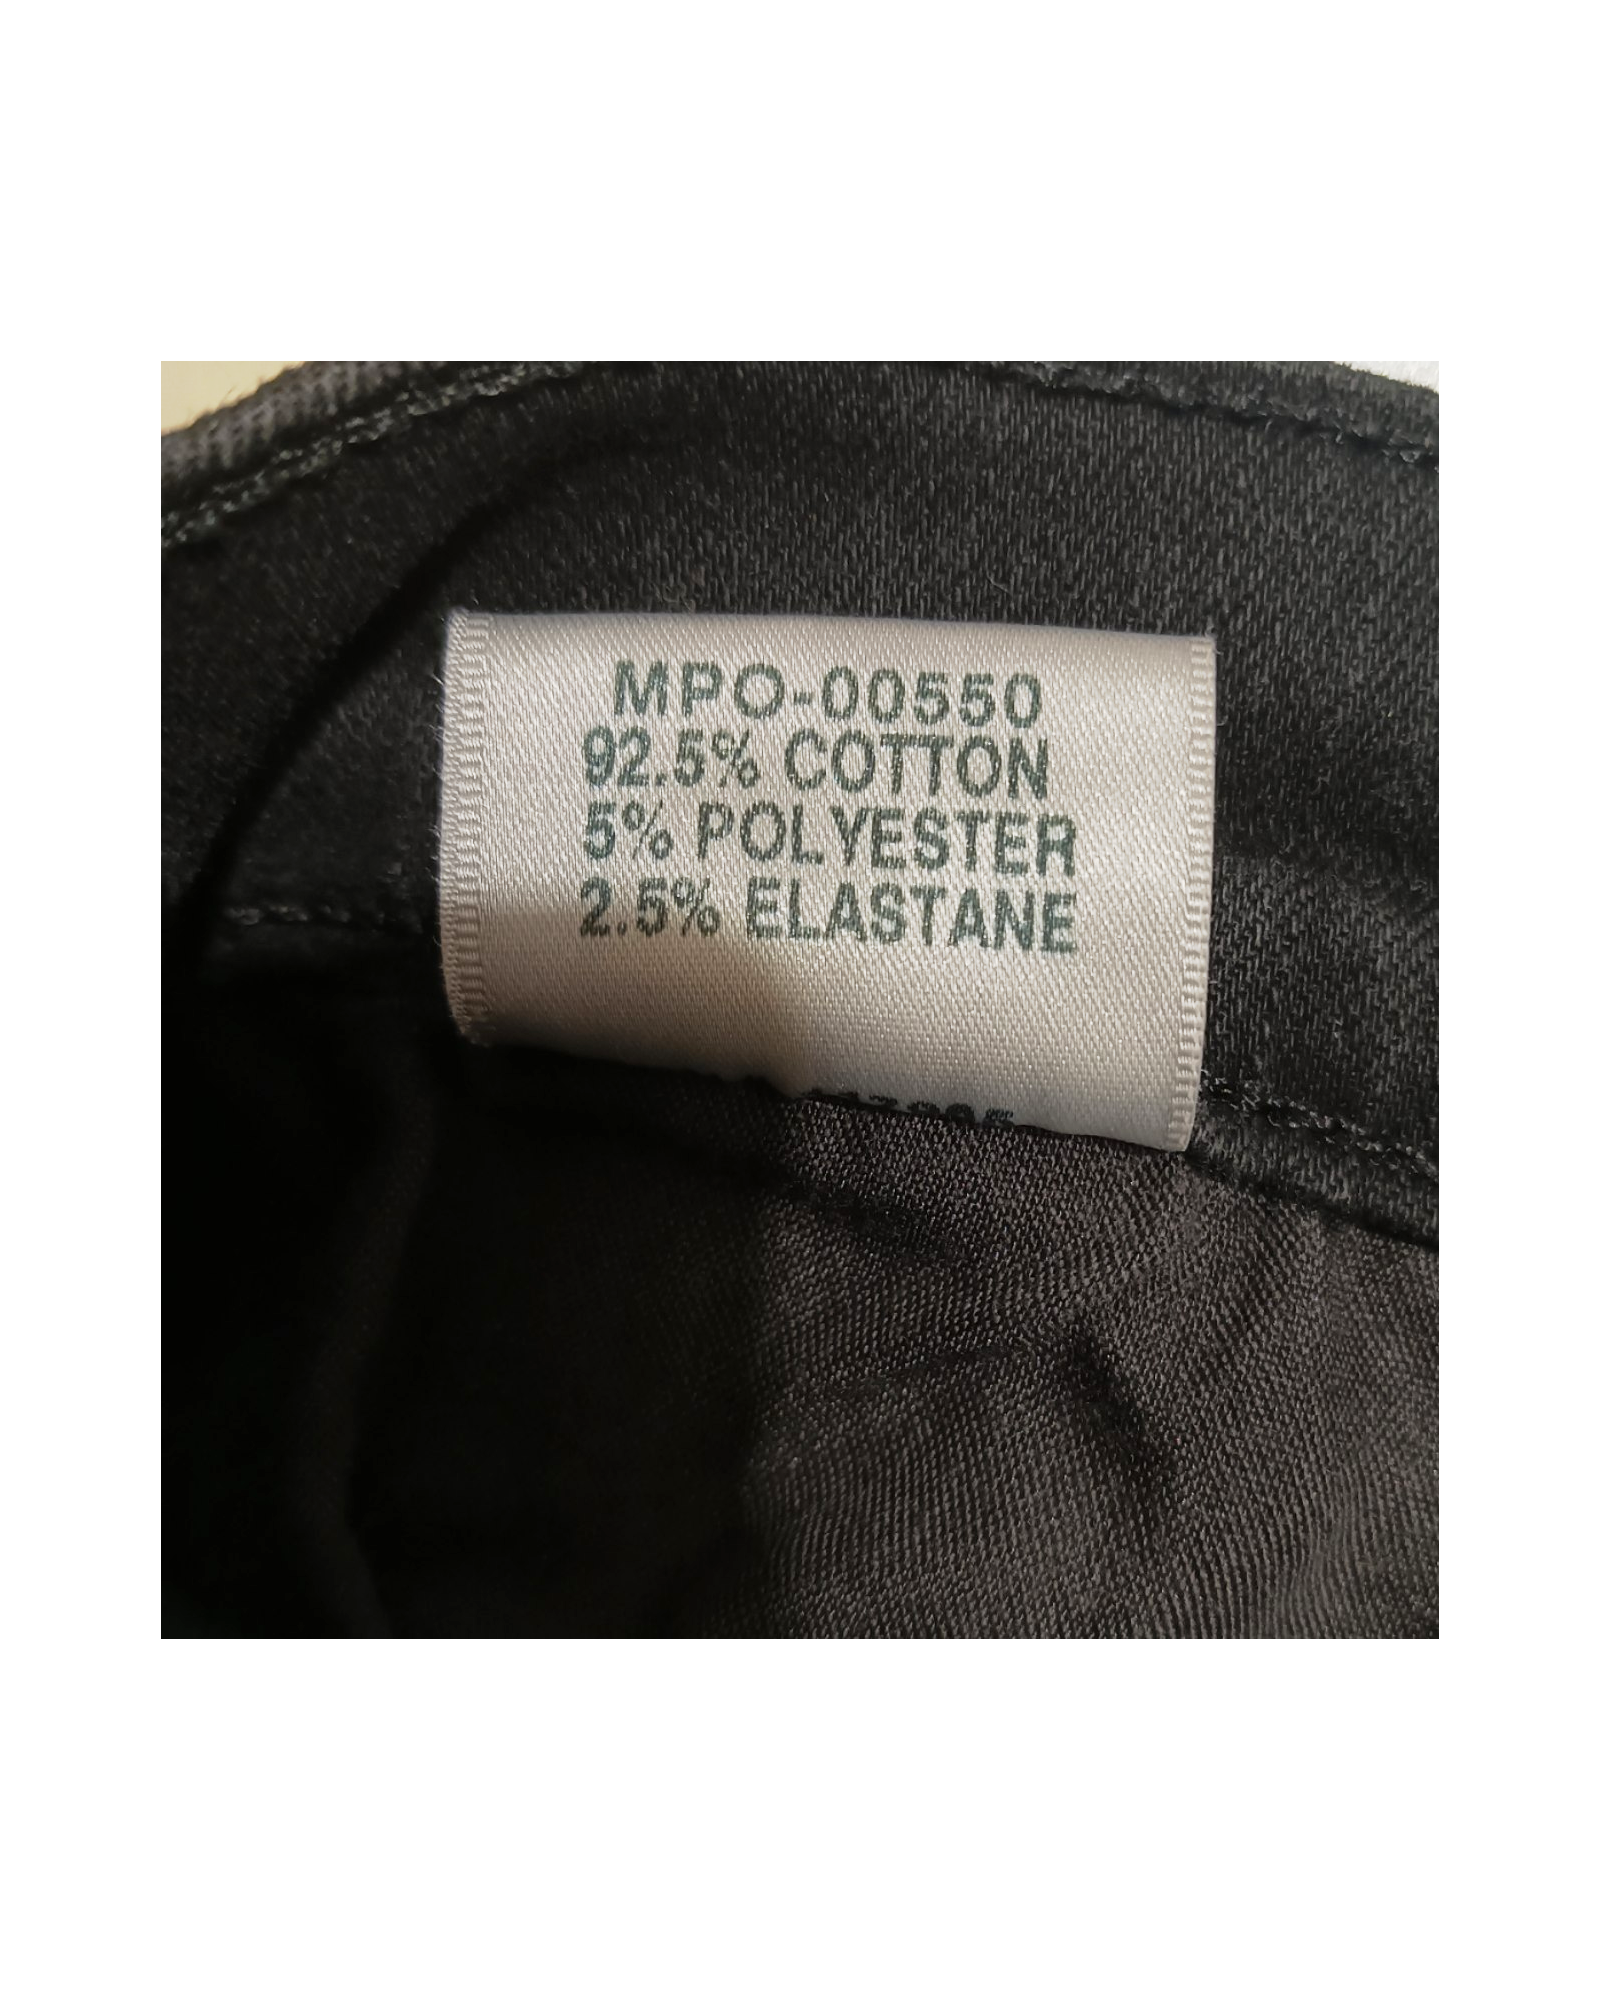 MPO-00550
92.5% COTTON
5% POLYESTER
2.5% ELASTANE